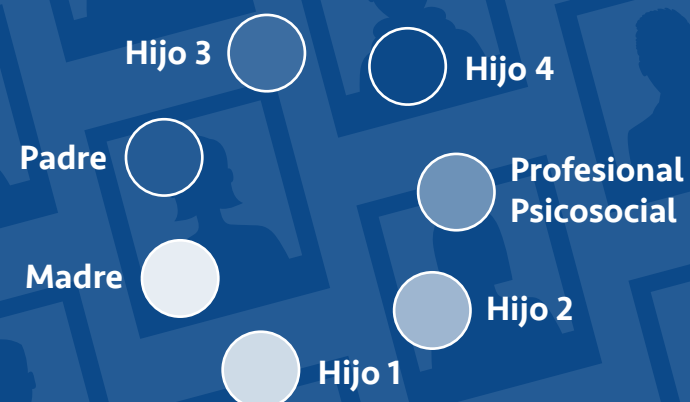 Hijo 3
Hijo 4
Padre
Profesional
Psicosocial
Madre
Hijo 2
Hijo 1